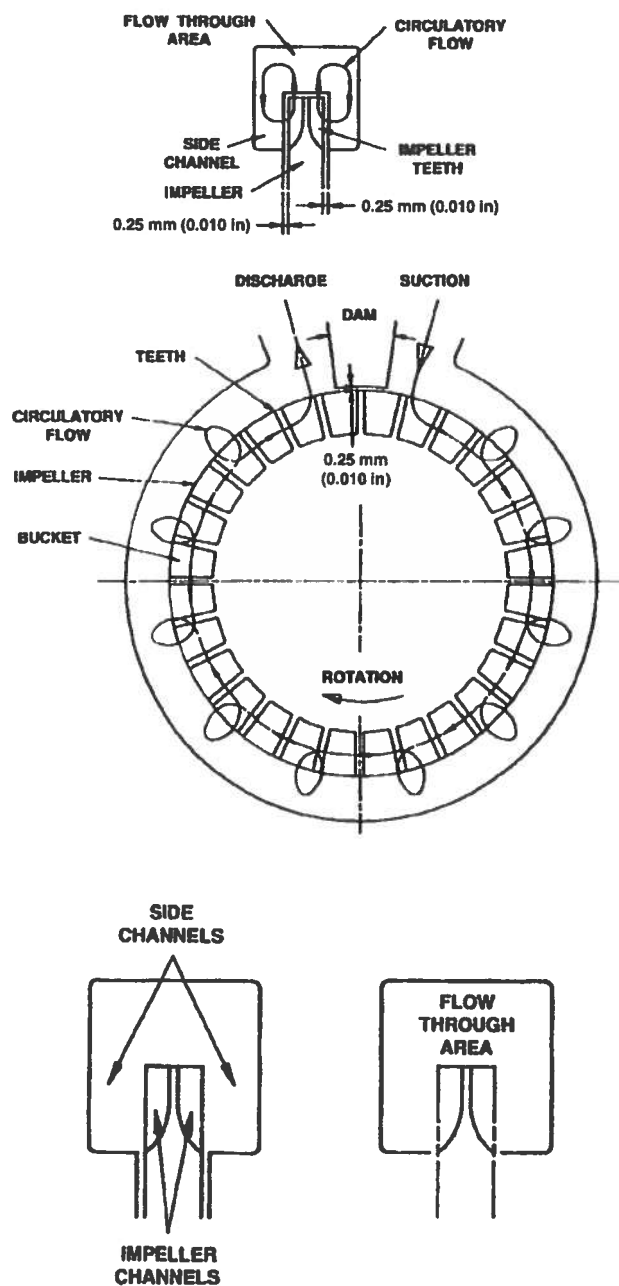 FLOW THROUGH
AREA
CIRCULATORY
FLOW
SIDE
CHANNEL
IMPELLER
TEETH
IMPELLER
0.25 mm (0.010 in)
0.25 mm (0.010 in)
DISCHARGE
SUCTION
DAM
TEETH
CIRCULATORY
FLOW
0.25 mm
(0.010 in)
IMPELLER
BUCKET
ROTATION
SIDE
CHANNELS
FLOW
THROUGH
AREA
IMPELLER
CHANNELS